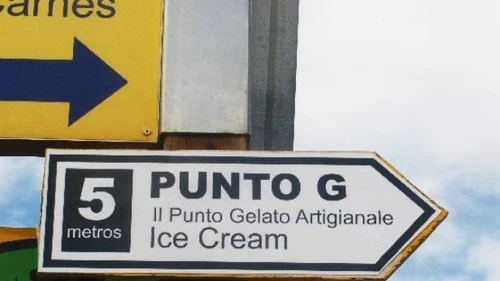 Carnes
5
metros
PUNTO G
Il Punto Gelato Artigianale
Ice Cream